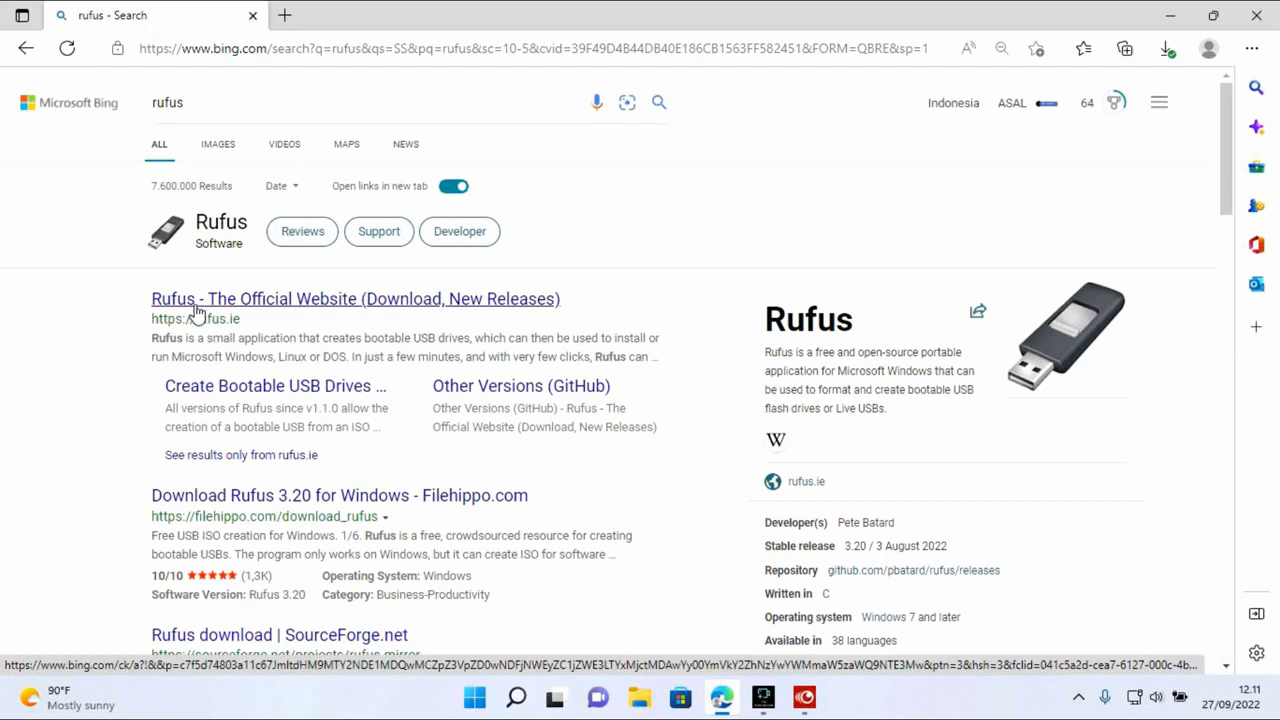 rufus - Search
https://www.bing.com/search?q=rufus&qs=SS&pq=rufus&sc=10-5&cvid=39F49D4B44DB40E186CB1563FF582451&FORM=QBRE&sp=1
Microsoft Bing
rufus
Indonesia
ASAL
64
ALL
IMAGES
VIDEOS
MAPS
NEWS
7.600.000 Results
Date
Open links in new tab
Rufus
Software
Reviews
Support
Developer
Rufus - The Official Website (Download, New Releases)
https://rufus.ie
Rufus is a small application that creates bootable USB drives, which can then be used to install or
run Microsoft Windows, Linux or DOS. In just a few minutes, and with very few clicks, Rufus can ...
Create Bootable USB Drives ...
All versions of Rufus since v1.1.0 allow the
creation of a bootable USB from an ISO ...
Other Versions (GitHub)
Other Versions (GitHub) - Rufus - The
Official Website (Download, New Releases)
See results only from rufus.ie
Download Rufus 3.20 for Windows - Filehippo.com
https://filehippo.com/download_rufus
Free USB ISO creation for Windows. 1/6. Rufus is a free, crowdsourced resource for creating
bootable USBs. The program only works on Windows, but it can create ISO for software ...
10/10 (1,3K)
Operating System: Windows
Software Version: Rufus 3.20
Category: Business-Productivity
Rufus download | SourceForge.net
https://sourceforge.net/projects/rufus.mirror
Rufus
Rufus is a free and open-source portable
application for Microsoft Windows that can
be used to format and create bootable USB
flash drives or Live USBs.
W
rufus.ie
Developer(s) Pete Batard
Stable release 3.20 / 3 August 2022
Repository github.com/pbatard/rufus/releases
Written in C
Operating system Windows 7 and later
Available in 38 languages
90°F
Mostly sunny
12.11
27/09/2022